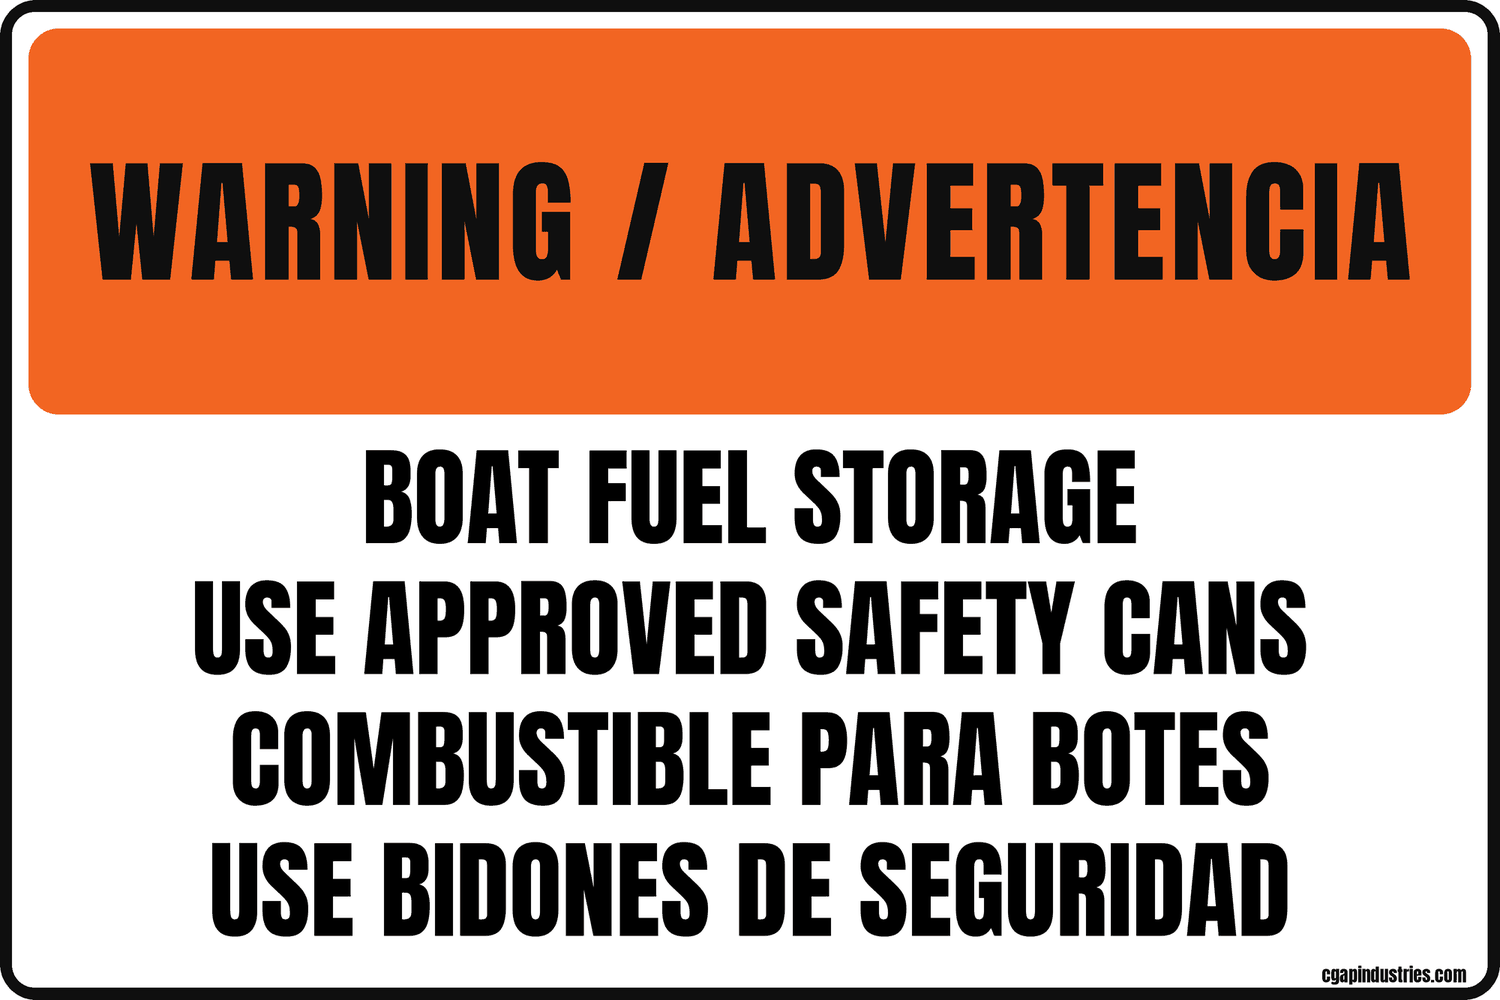 WARNING / ADVERTENCIA
BOAT FUEL STORAGE
USE APPROVED SAFETY CANS
COMBUSTIBLE PARA BOTES
USE BIDONES DE SEGURIDAD
cgapindustries.com